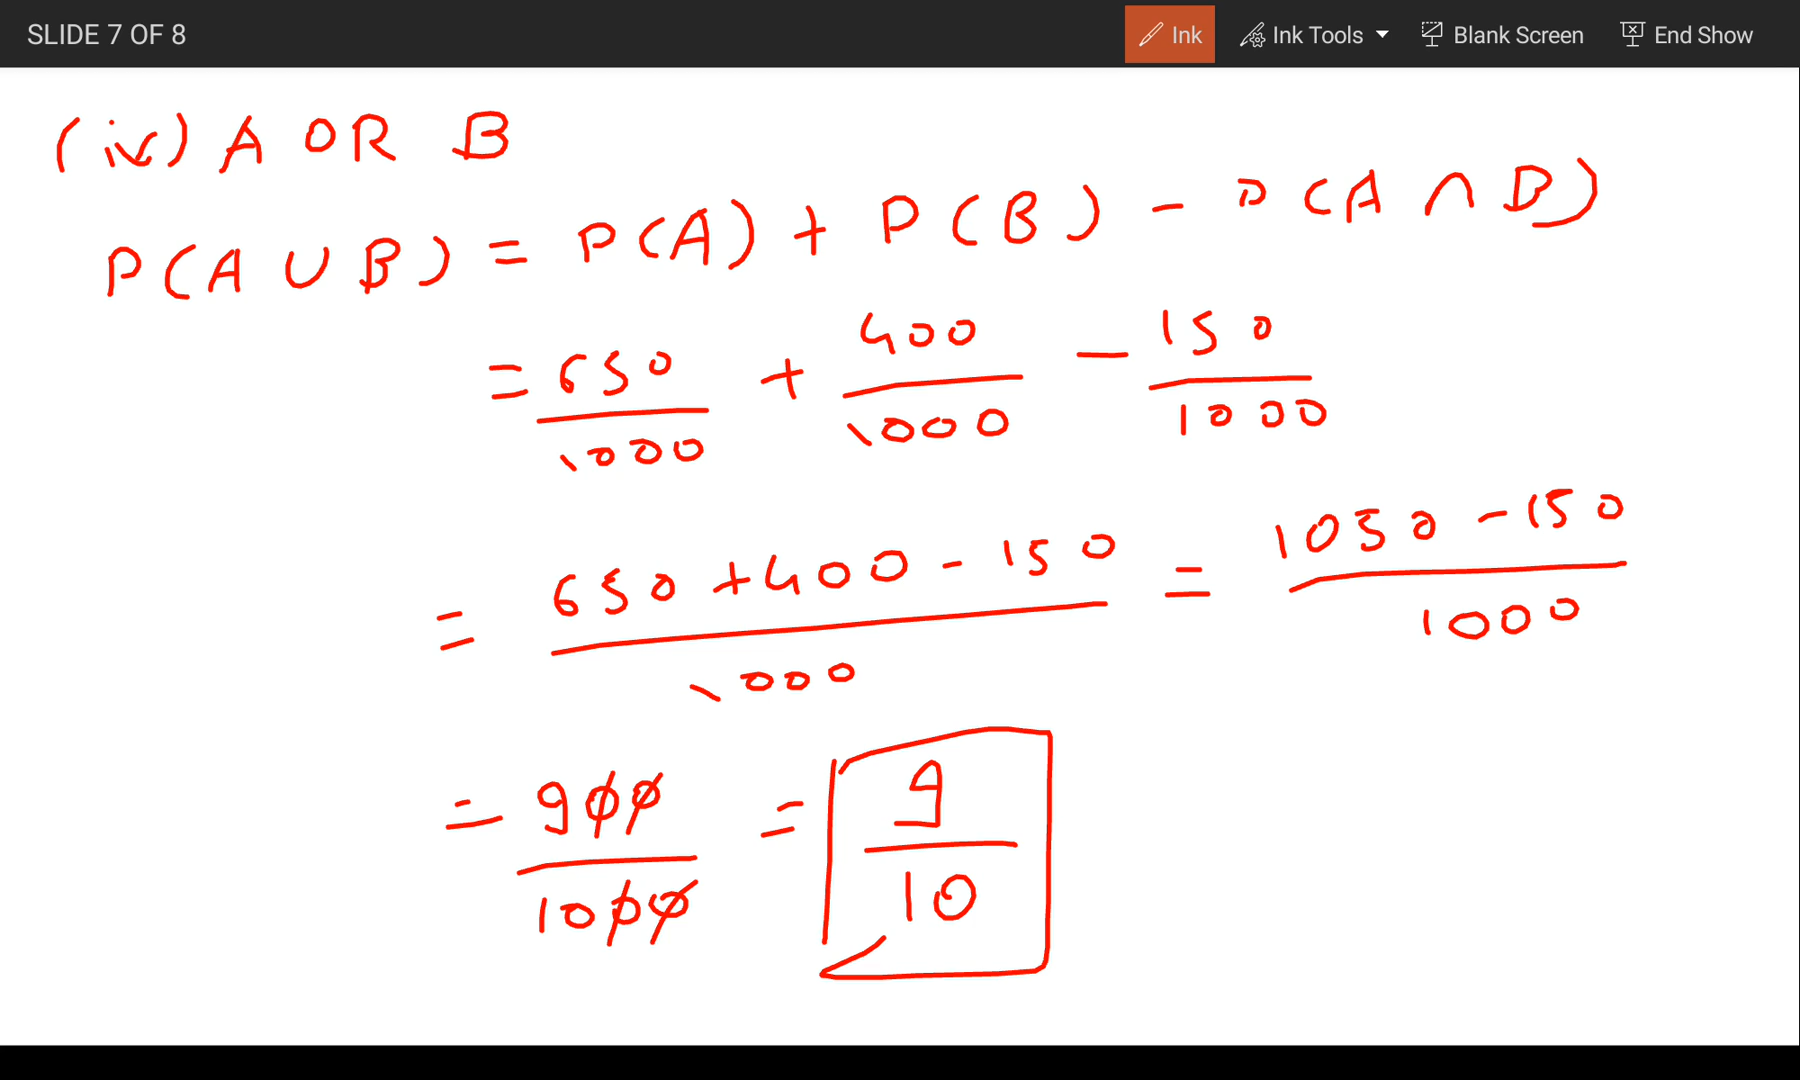 SLIDE 7 OF 8 Ink Ink Tools Blank Screen End Show
(iv) A OR B
P(A ∪ B) = P(A) + P(B) - P(A ∩ B)
= 650/1000 + 400/1000 - 150/1000
= 650+400-150/1000 = 1050-150/1000
= 900/1000 = 9/10